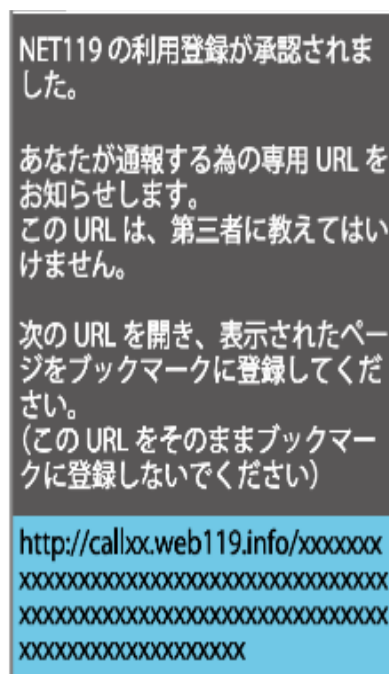 NET119 の利用登録が承認されま
した。
あなたが通報する為の専用 URL を
お知らせします。
この URL は、第三者に教えてはい
けません。
次の URL を開き、表示されたペー
ジをブックマークに登録してくだ
さい。
（この URL をそのままブックマー
クに登録しないでください）
http://callxx.web119.info/xxxxxxx
xxxxxxxxxxxxxxxxxxxxxxxxxxxxxx
xxxxxxxxxxxxxxxxxxxxxxxxxxxxxx
xxxxxxxxxxxxxxxxxx